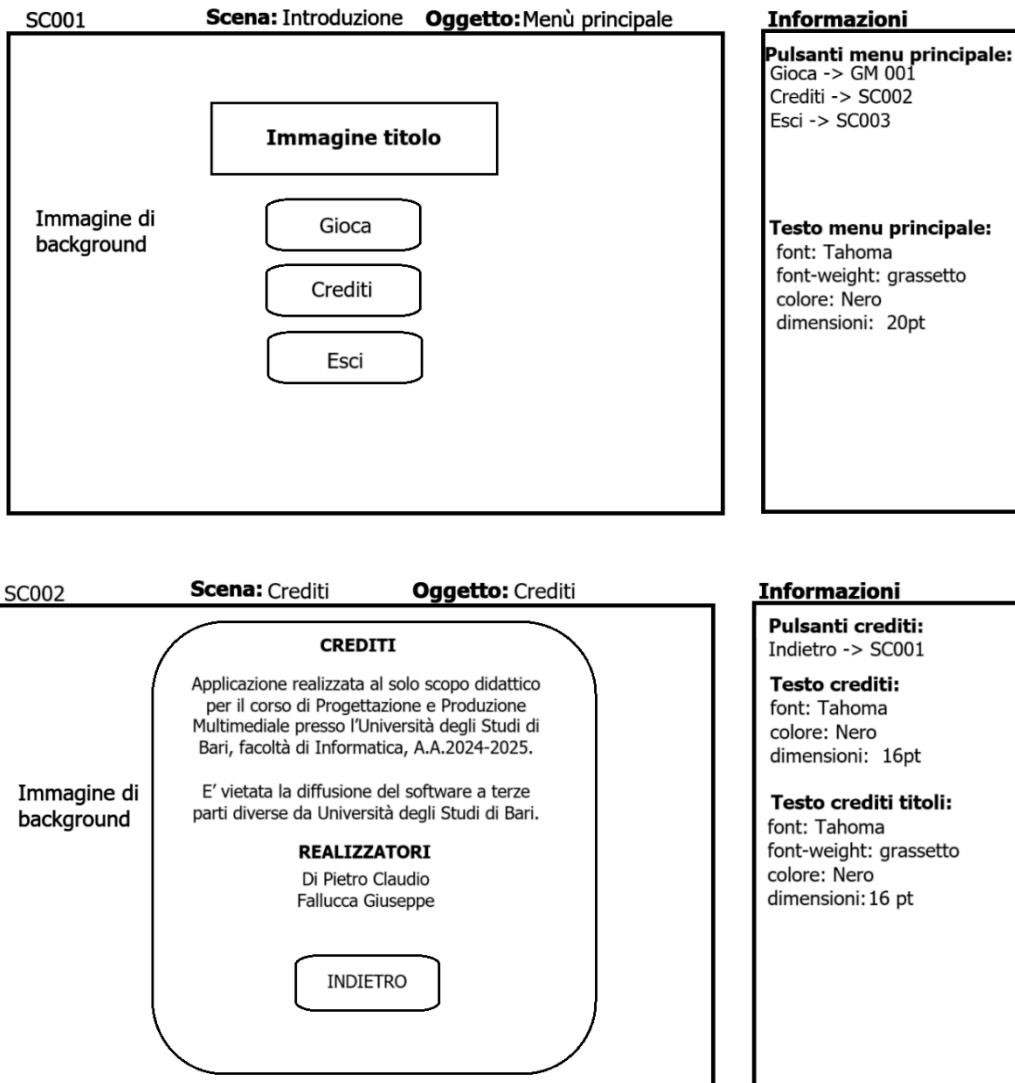 SC001 Scena: Introduzione Oggetto: Menù principale
Immagine titolo
Immagine di
background
Gioca
Crediti
Esci
Informazioni
Pulsanti menu principale:
Gioca -> GM 001
Crediti -> SC002
Esci -> SC003
Testo menu principale:
font: Tahoma
font-weight: grassetto
colore: Nero
dimensioni: 20pt
SC002 Scena: Crediti Oggetto: Crediti
CREDITI
Applicazione realizzata al solo scopo didattico
per il corso di Progettazione e Produzione
Multimediale presso l'Università degli Studi di
Bari, facoltà di Informatica, A.A.2024-2025.
E' vietata la diffusione del software a terze
parti diverse da Università degli Studi di Bari.
Immagine di
background
REALIZZATORI
Di Pietro Claudio
Fallucca Giuseppe
INDIETRO
Informazioni
Pulsanti crediti:
Indietro -> SC001
Testo crediti:
font: Tahoma
colore: Nero
dimensioni: 16pt
Testo crediti titoli:
font: Tahoma
font-weight: grassetto
colore: Nero
dimensioni: 16 pt